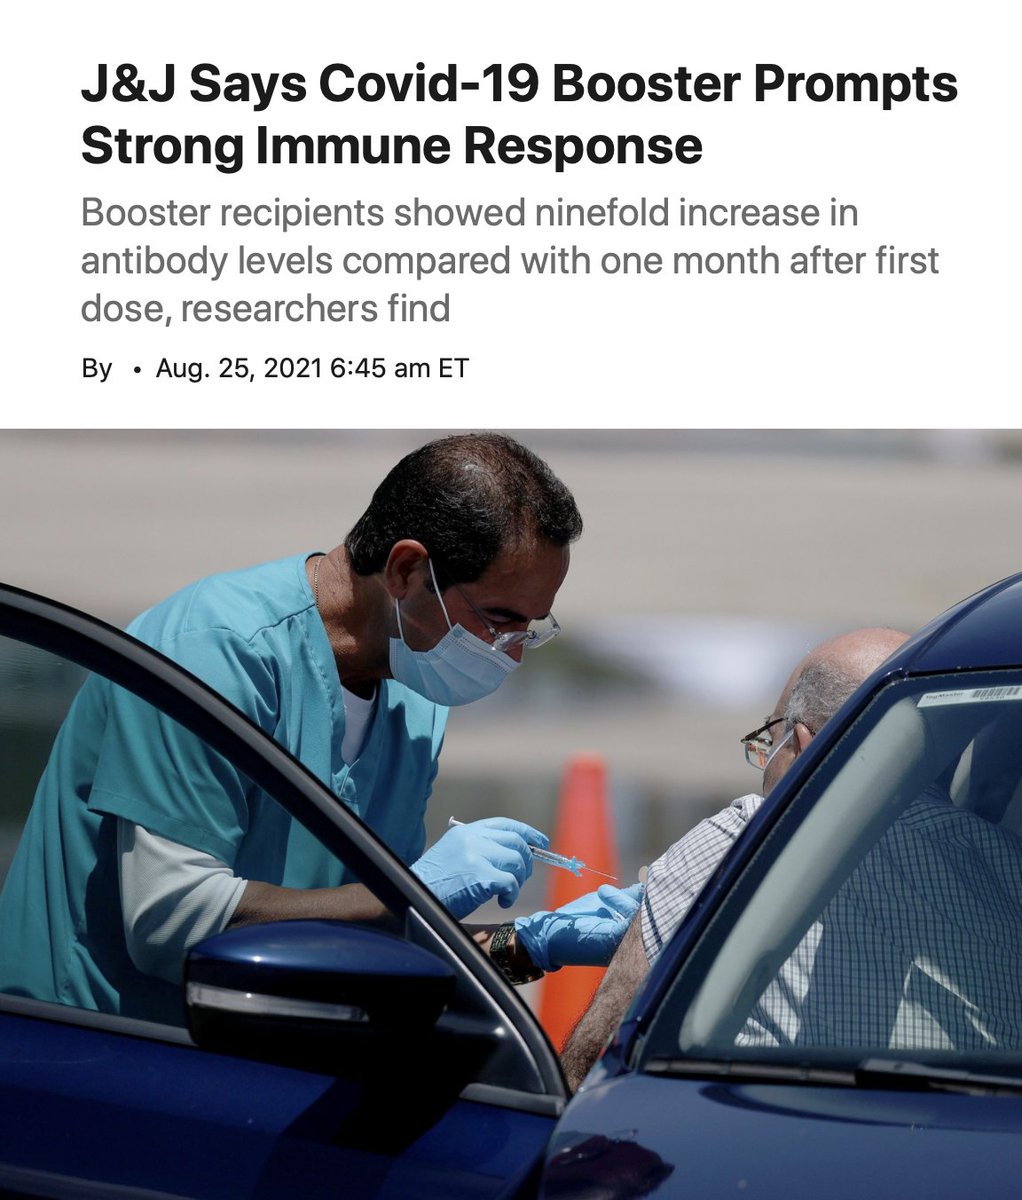 J&J Says Covid-19 Booster Prompts
Strong Immune Response
Booster recipients showed ninefold increase in
antibody levels compared with one month after first
dose, researchers find
By • Aug. 25, 2021 6:45 am ET